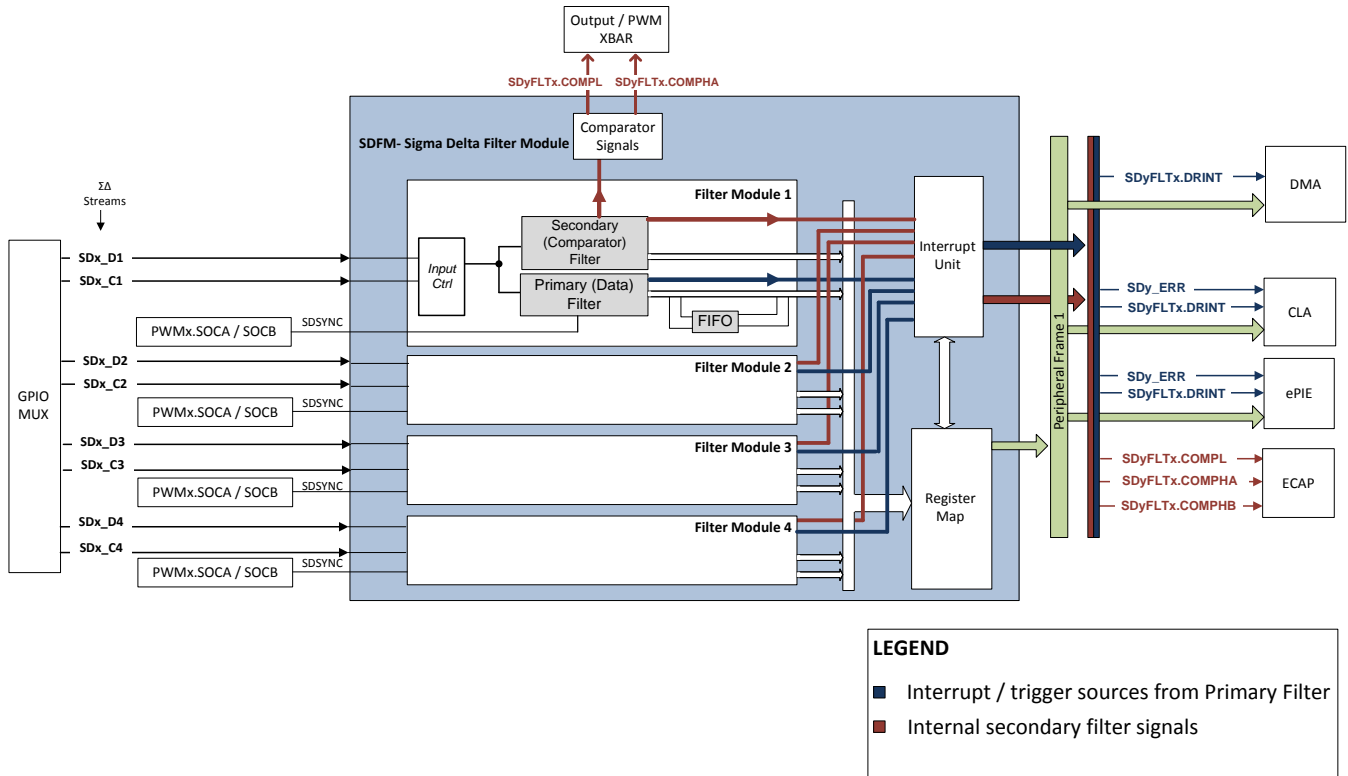 Output / PWM
XBAR
SDyFLTx.COMPL
SDyFLTx.COMPHA
Comparator
Signals
SDFM- Sigma Delta Filter Module
ΣΔ
Streams
GPIO
MUX
SDx_D1
SDx_C1
PWMx.SOCA / SOCB
SDSYNC
SDx_D2
SDx_C2
PWMx.SOCA / SOCB
SDSYNC
SDx_D3
SDx_C3
PWMx.SOCA / SOCB
SDSYNC
SDx_D4
SDx_C4
PWMx.SOCA / SOCB
SDSYNC
Filter Module 1
Input
Ctrl
Secondary
(Comparator)
Filter
Primary (Data)
Filter
FIFO
Filter Module 2
Filter Module 3
Filter Module 4
Interrupt
Unit
Register
Map
Peripheral Frame 1
SDyFLTx.DRINT
DMA
SDy_ERR
SDyFLTx.DRINT
CLA
SDy_ERR
SDyFLTx.DRINT
ePIE
SDyFLTx.COMPL
SDyFLTx.COMPHA
SDyFLTx.COMPHB
ECAP
LEGEND
Interrupt / trigger sources from Primary Filter
Internal secondary filter signals